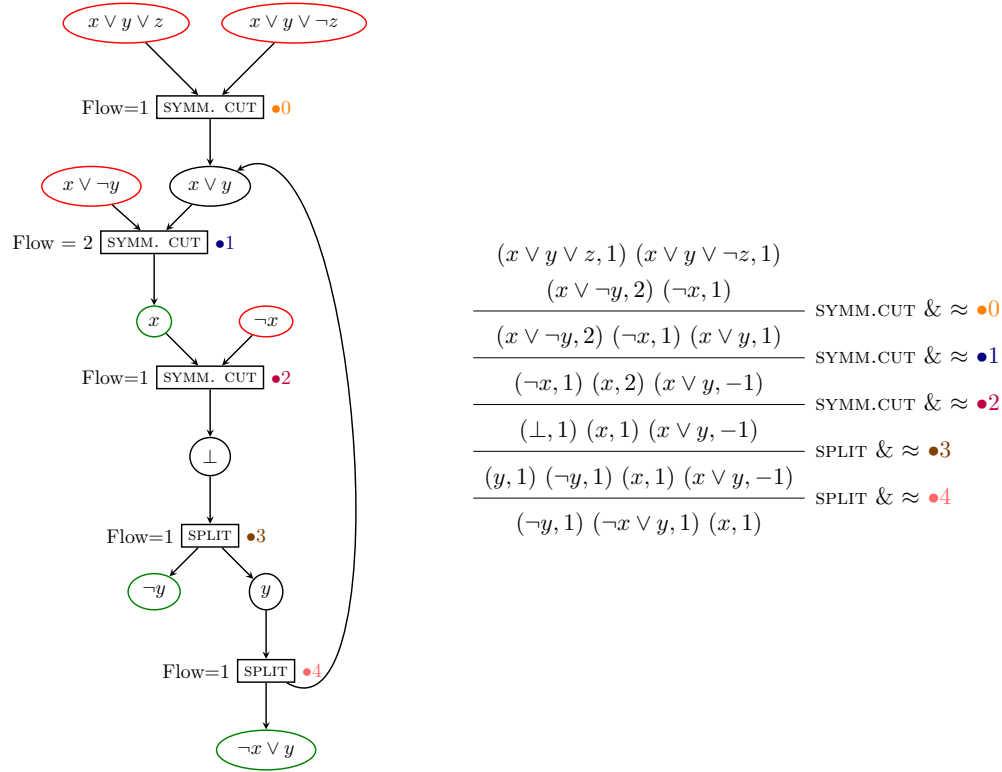 x ∨ y ∨ z
x ∨ y ∨ ¬z
Flow=1 SYMM. CUT •0
x ∨ ¬y
x ∨ y
Flow = 2 SYMM. CUT •1
x
¬x
Flow=1 SYMM. CUT •2
⊥
Flow=1 SPLIT •3
¬y
y
Flow=1 SPLIT •4
¬x ∨ y
(x ∨ y ∨ z, 1) (x ∨ y ∨ ¬z, 1)
(x ∨ ¬y, 2) (¬x, 1)
SYMM.CUT & ≈ •0
(x ∨ ¬y, 2) (¬x, 1) (x ∨ y, 1)
SYMM.CUT & ≈ •1
(¬x, 1) (x, 2) (x ∨ y, −1)
SYMM.CUT & ≈ •2
(⊥, 1) (x, 1) (x ∨ y, −1)
SPLIT & ≈ •3
(y, 1) (¬y, 1) (x, 1) (x ∨ y, −1)
SPLIT & ≈ •4
(¬y, 1) (¬x ∨ y, 1) (x, 1)